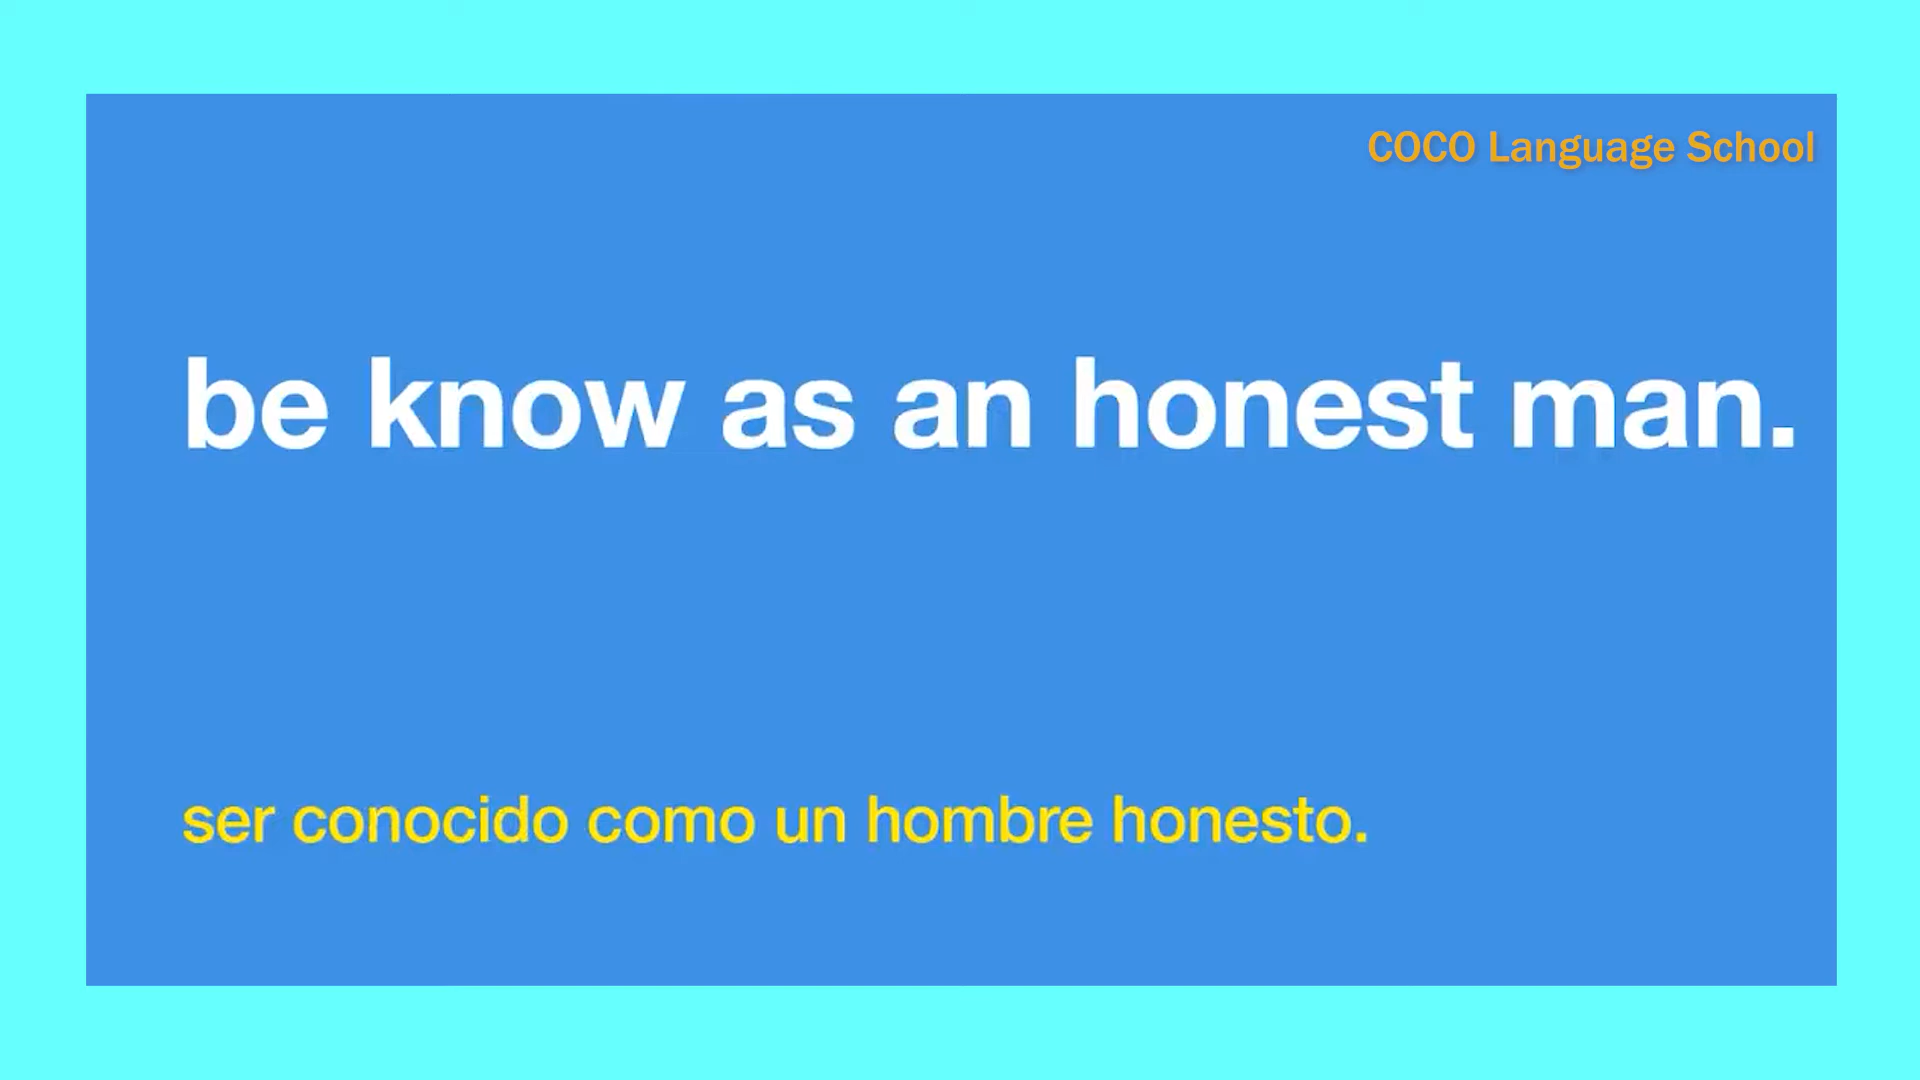 COCO Language School
be know as an honest man.
ser conocido como un hombre honesto.